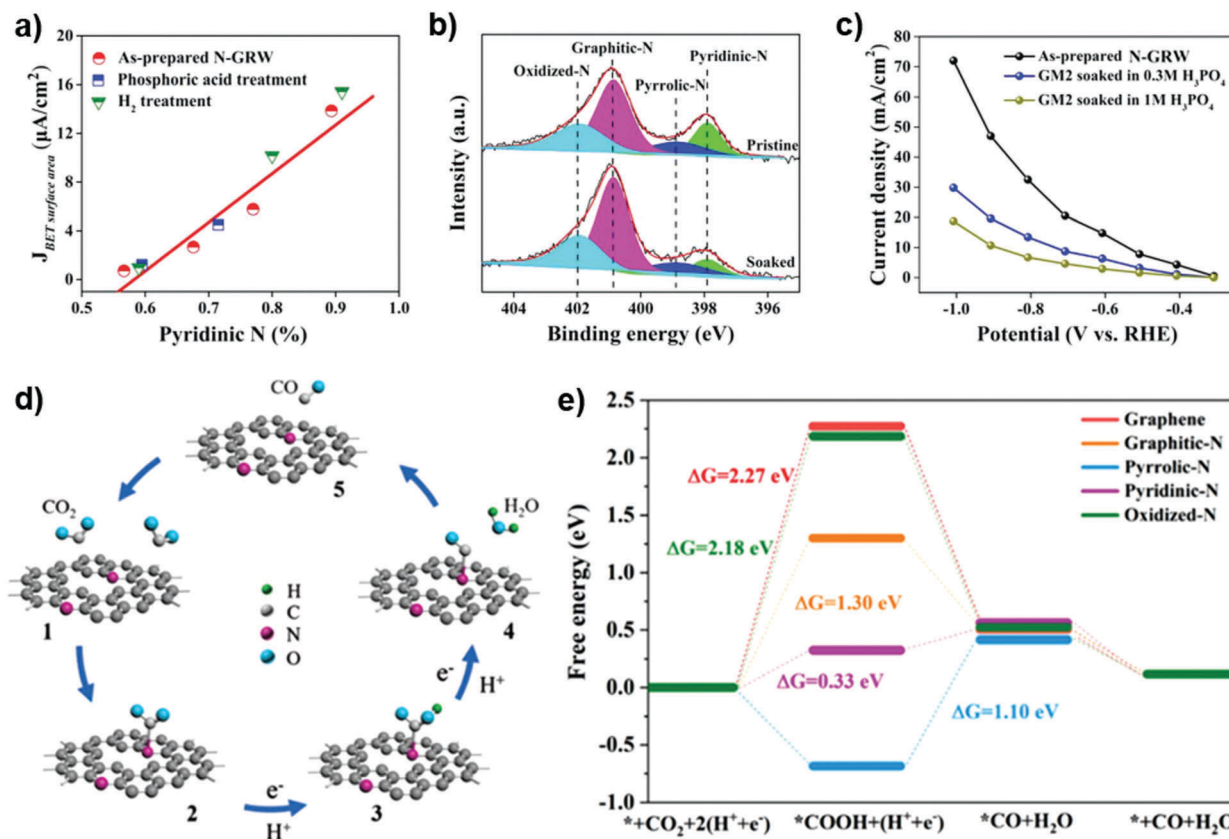 a)
20
16
12
8
4
0
J_BET surface area (μA/cm²)
As-prepared N-GRW
Phosphoric acid treatment
H₂ treatment
0.5 0.6 0.7 0.8 0.9 1.0
Pyridinic N (%)
b)
Intensity (a.u.)
Graphitic-N
Oxidized-N
Pyridinic-N
Pyrrolic-N
Pristine
Soaked
404 402 400 398 396
Binding energy (eV)
c)
80
70
60
50
40
30
20
10
0
Current density (mA/cm²)
As-prepared N-GRW
GM2 soaked in 0.3M H₃PO₄
GM2 soaked in 1M H₃PO₄
-1.0 -0.8 -0.6 -0.4
Potential (V vs. RHE)
d)
CO
5
CO₂
H₂O
H
C
N
O
1
4
e-
H+
2
3
e-
H+
e)
2.5
2.0
1.5
1.0
0.5
0.0
-0.5
-1.0
Free energy (eV)
Graphene
Graphitic-N
Pyrrolic-N
Pyridinic-N
Oxidized-N
ΔG=2.27 eV
ΔG=2.18 eV
ΔG=1.30 eV
ΔG=0.33 eV
ΔG=1.10 eV
*+CO₂+2(H⁺+e⁻) *COOH+(H⁺+e⁻) *CO+H₂O *+CO+H₂O